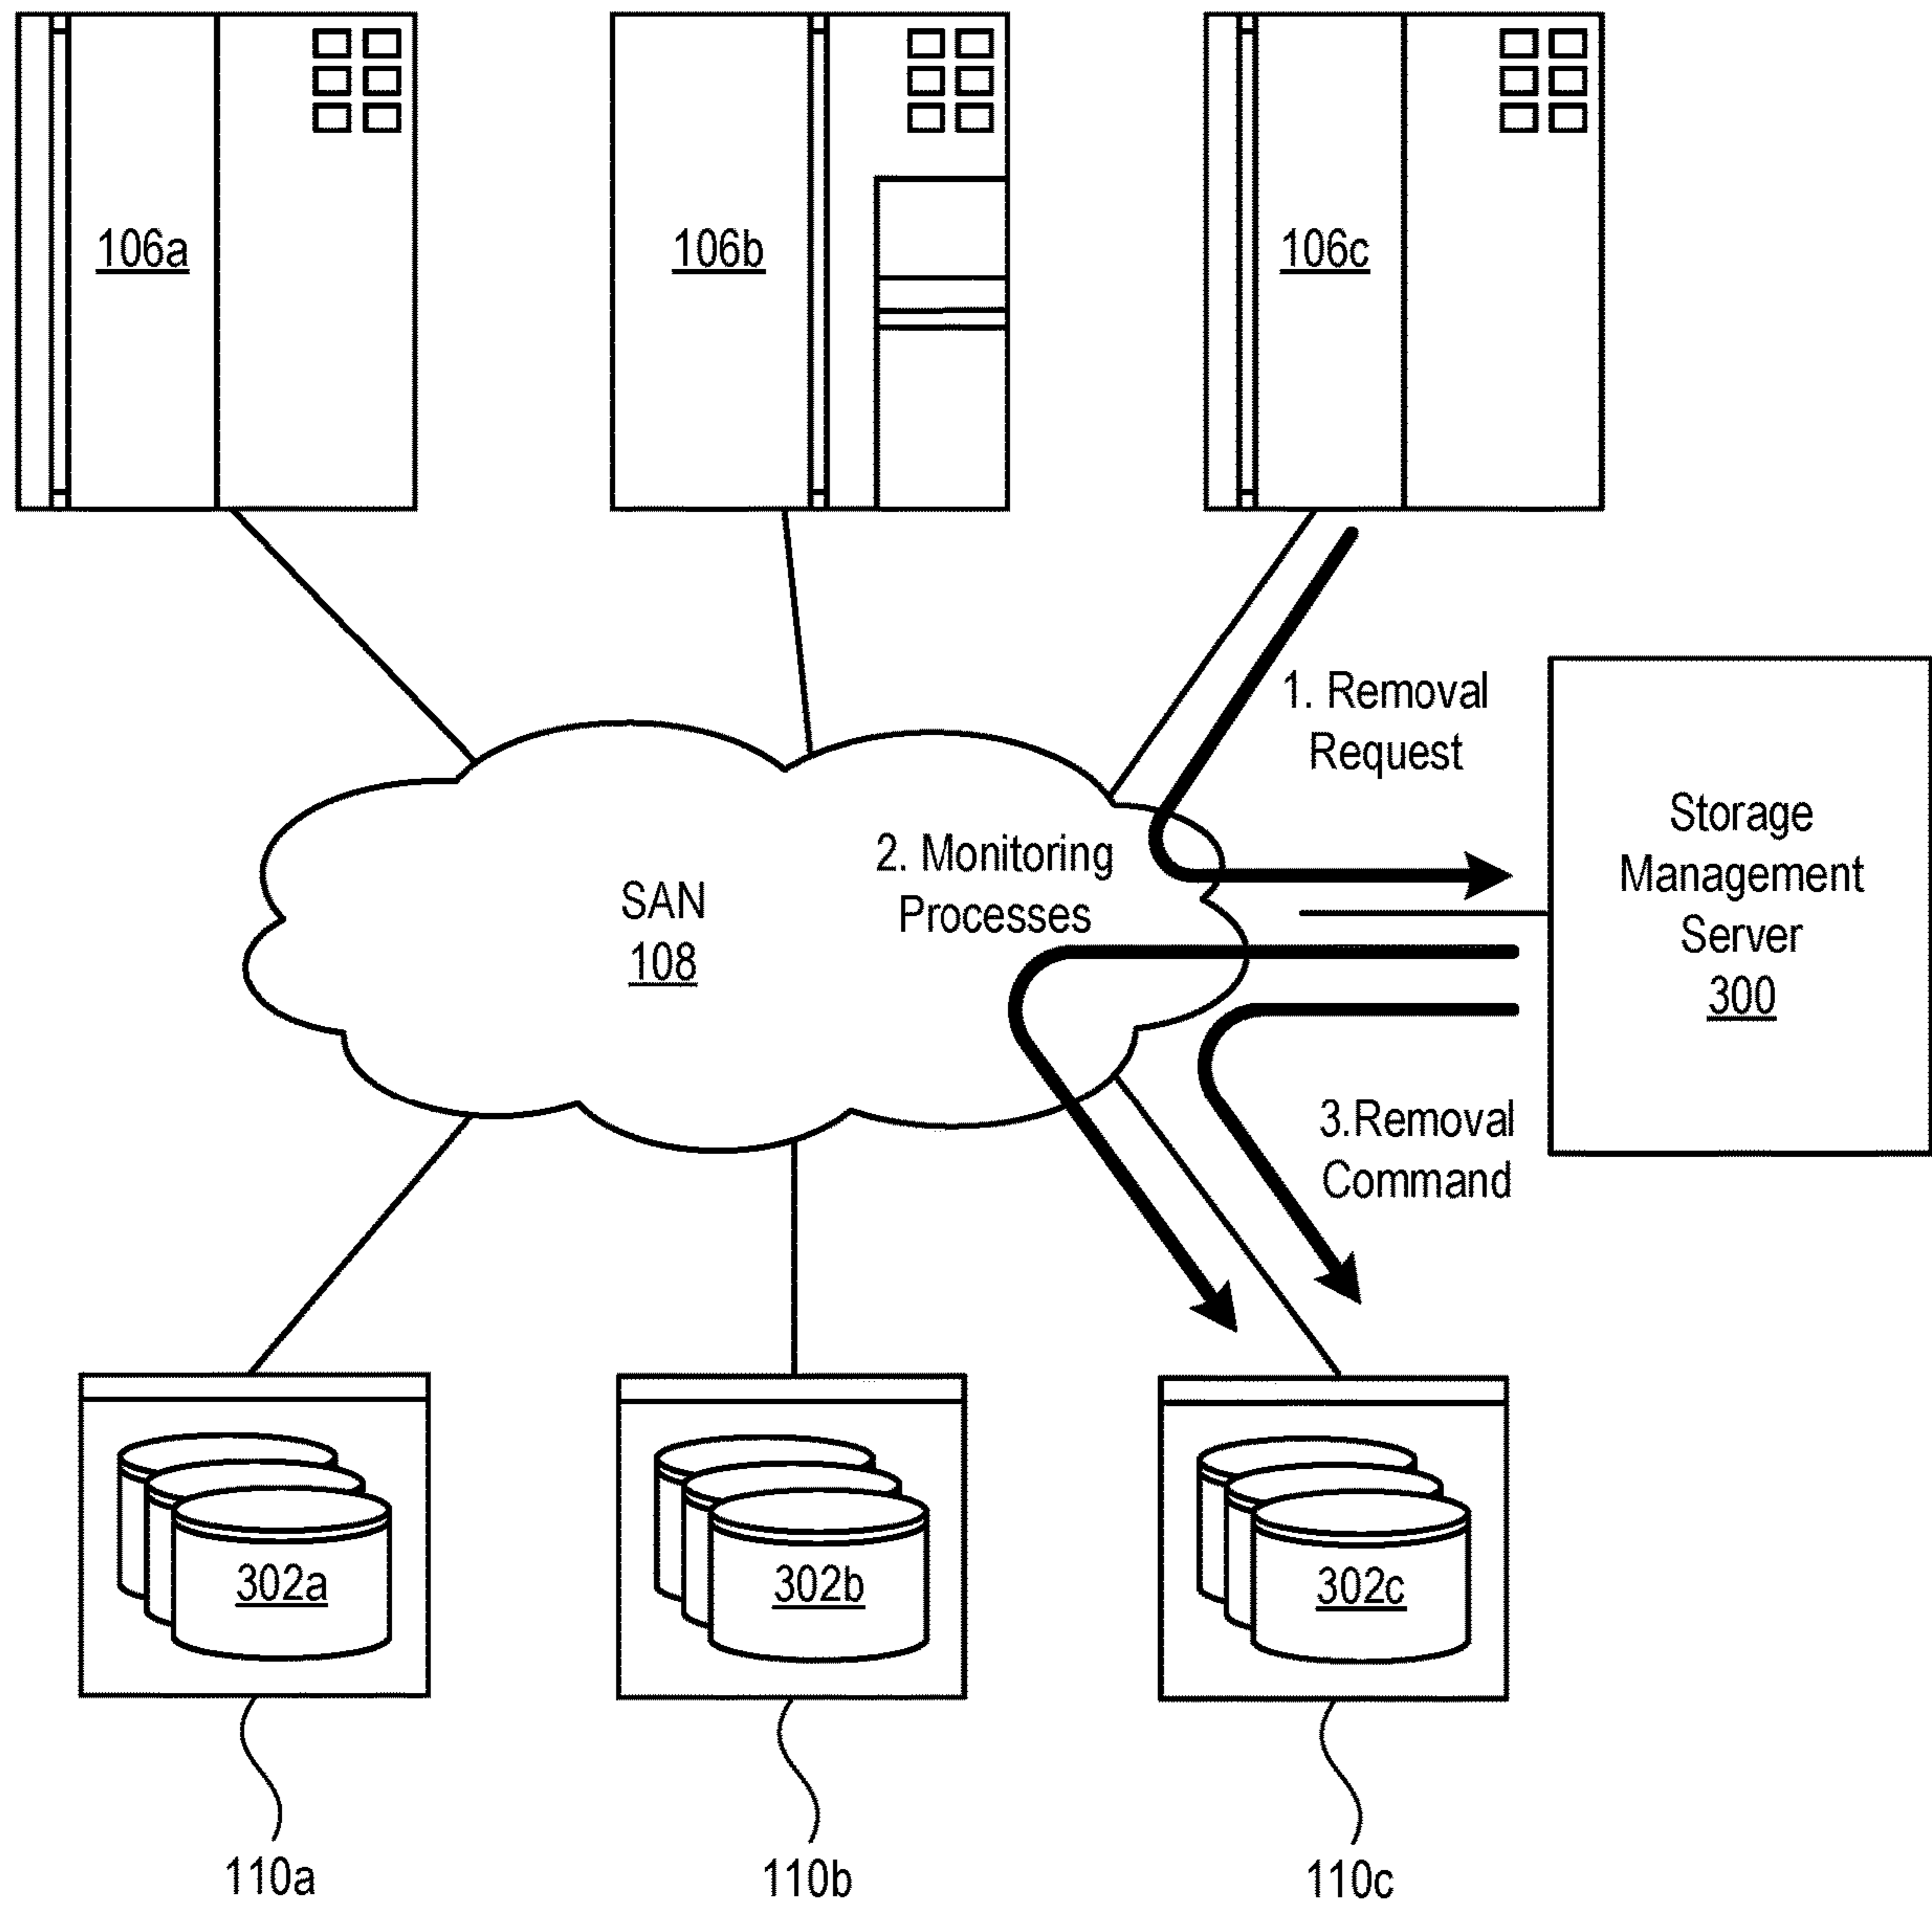 106a
106b
106c
1. Removal
Request
Storage
Management
Server
300
2. Monitoring
Processes
SAN
108
3.Removal
Command
302a
302b
302c
110a
110b
110c